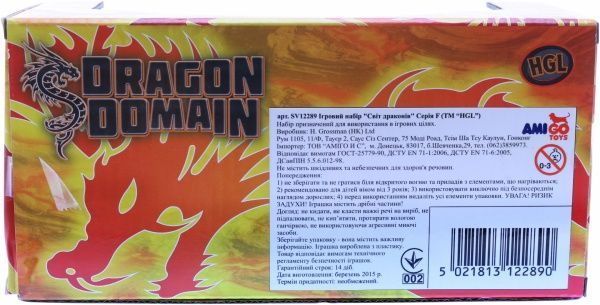 DRAGON
DOMAIN
HGL
арт. SV12289 Ігровий набір "Світ драконів" Серія F (ТМ "HGL")
Набір призначений для використання в ігрових цілях.
Виробник: H. Grossman (HK) Ltd
Рум 1105, 11/Ф, Тауєр 2, Саус Сіз Сентер, 75 Моді Роад, Тсім Ша Тсу Каулун, Гонконг
Імпортер: ТОВ "АМІГО И С", м. Донецьк, 83017, б.Шевченка,29, тел.(062)3859973.
Відповідає вимогам ГОСТ-25779-90, ДСТУ EN 71-1:2006, ДСТУ EN 71-2:2006,
ДСанПІН 5.5.6.012-98.
Не містить шкідливих та небезпечних для здоров'я речовин.
Попередження:
1) не зберігати та не гратися біля відкритого вогню та приладів з елементами, що нагріваються;
2) рекомендовано для дітей віком від 3 років; 3) використовувати виключно під безпосереднім
наглядом дорослих; 4) перед використанням видаліть усі елементи упаковки. УВАГА! РИЗИК
ЗАДУХИ! Іграшка містить дрібні частини!
Догляд: не кидати, не класти важкі речі на виріб, не
підпалювати, не кип'ятити, протирати вологою
ганчіркою, не використовуючи агресивні миючі
засоби.
Зберігайте упаковку - вона містить важливу
інформацію. Іграшка вироблена з пластику.
Товар відповідає вимогам технічного
регламенту безпечності іграшок.
Гарантійний строк: 14 діб.
Дата виготовлення: березень 2015 р.
Термін придатності: необмежений.
AMIGO
TOYS
0-3
002
5 021813 122890